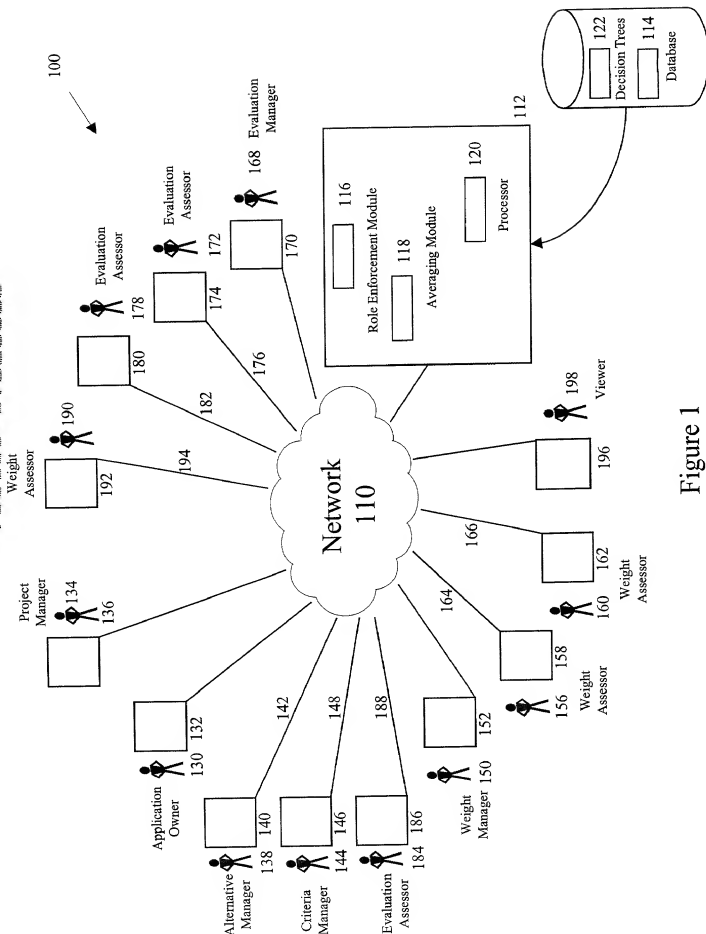 100
Weight
Assessor
190
192
194
Evaluation
Assessor
178
180
182
Evaluation
Assessor
172
174
176
Evaluation Manager
168
170
Project
Manager
134
136
Application
Owner
130
132
Alternative
Manager
138
140
142
Criteria
Manager
144
146
148
Evaluation
Assessor
184
186
188
Weight
Manager
150
152
Weight
Assessor
156
158
164
Weight
Assessor
160
162
166
Viewer
198
196
Network
110
116
Role Enforcement Module
118
Averaging Module
120
Processor
112
122
Decision Trees
114
Database
Figure 1